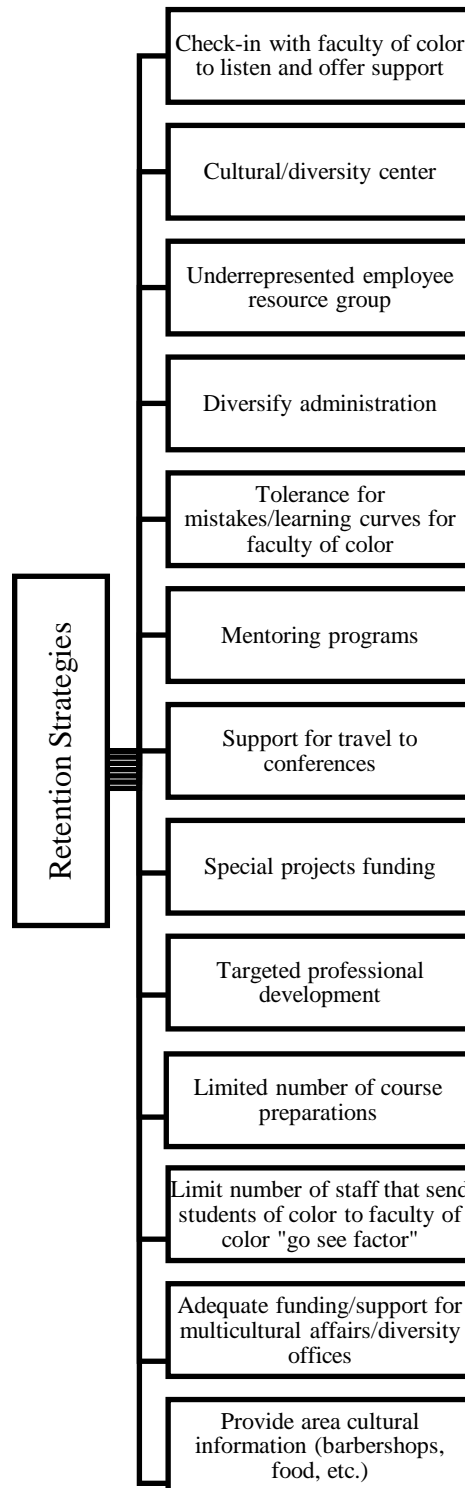 Retention Strategies
Check-in with faculty of color
to listen and offer support
Cultural/diversity center
Underrepresented employee
resource group
Diversify administration
Tolerance for
mistakes/learning curves for
faculty of color
Mentoring programs
Support for travel to
conferences
Special projects funding
Targeted professional
development
Limited number of course
preparations
Limit number of staff that send
students of color to faculty of
color "go see factor"
Adequate funding/support for
multicultural affairs/diversity
offices
Provide area cultural
information (barbershops,
food, etc.)